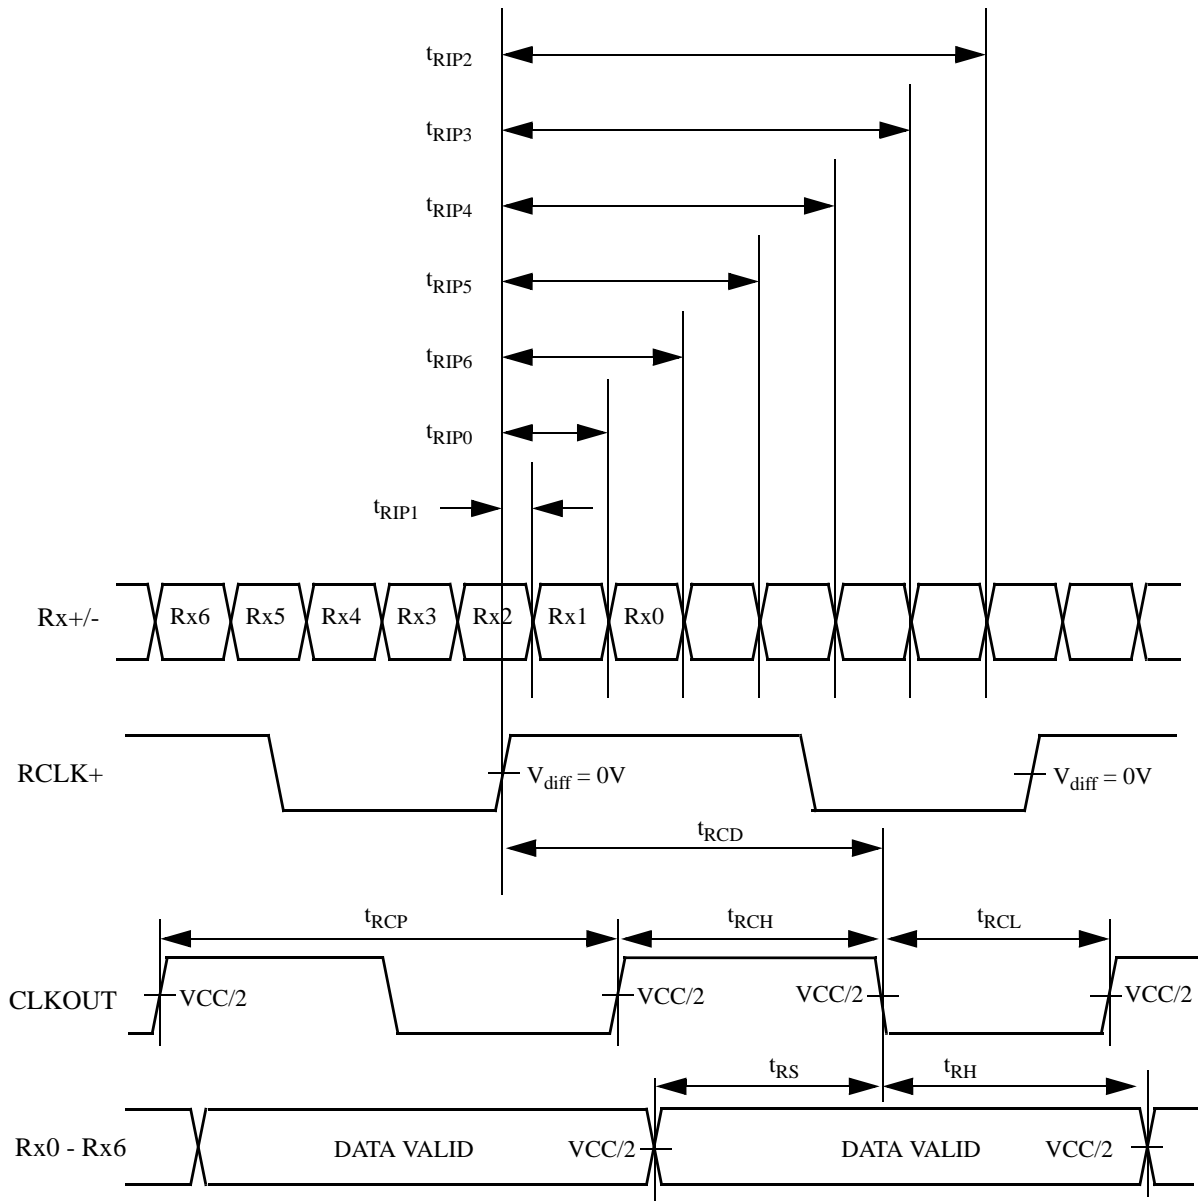 tRIP2
tRIP3
tRIP4
tRIP5
tRIP6
tRIP0
tRIP1
Rx+/- Rx6 Rx5 Rx4 Rx3 Rx2 Rx1 Rx0
RCLK+ Vdiff = 0V Vdiff = 0V
tRCD
tRCP tRCH tRCL
CLKOUT VCC/2 VCC/2 VCC/2 VCC/2
tRS tRH
Rx0 - Rx6 DATA VALID VCC/2 DATA VALID VCC/2